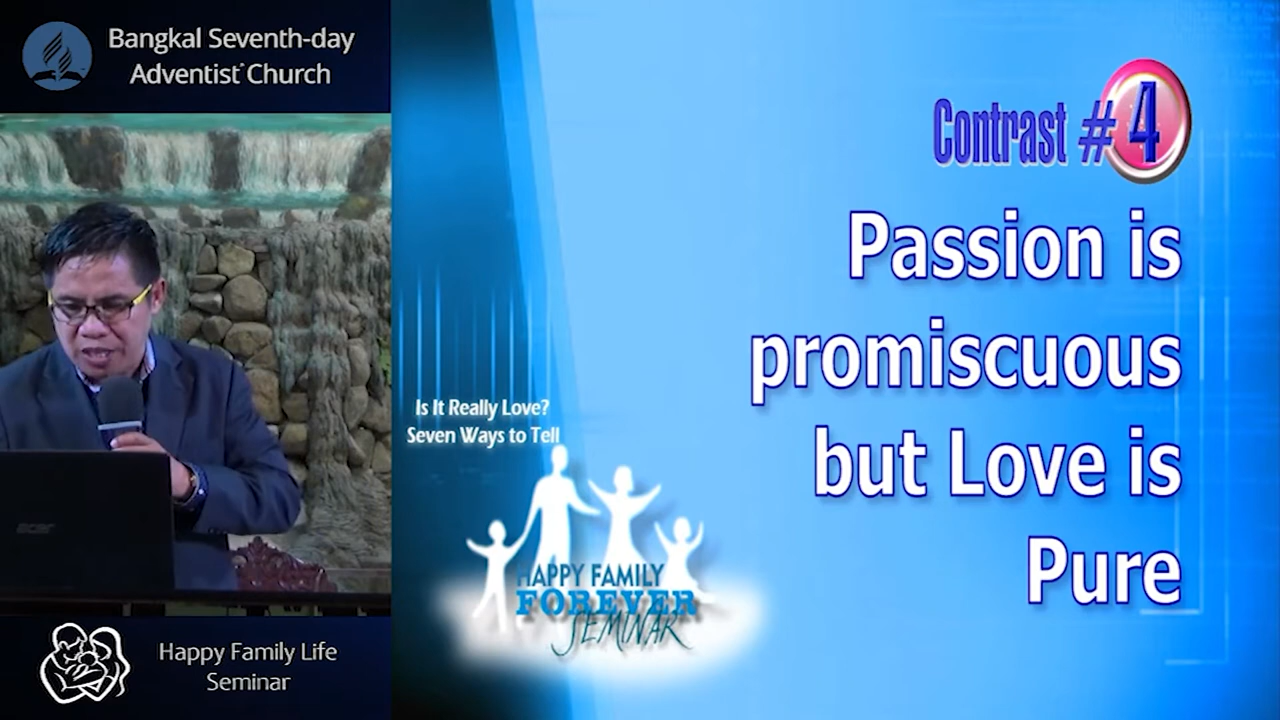 Bangkal Seventh-day
Adventist Church
acer
Happy Family Life
Seminar
Is It Really Love?
Seven Ways to Tell
HAPPY FAMILY
FOREVER
SEMINAR
Contrast # 4
Passion is
promiscuous
but Love is
Pure